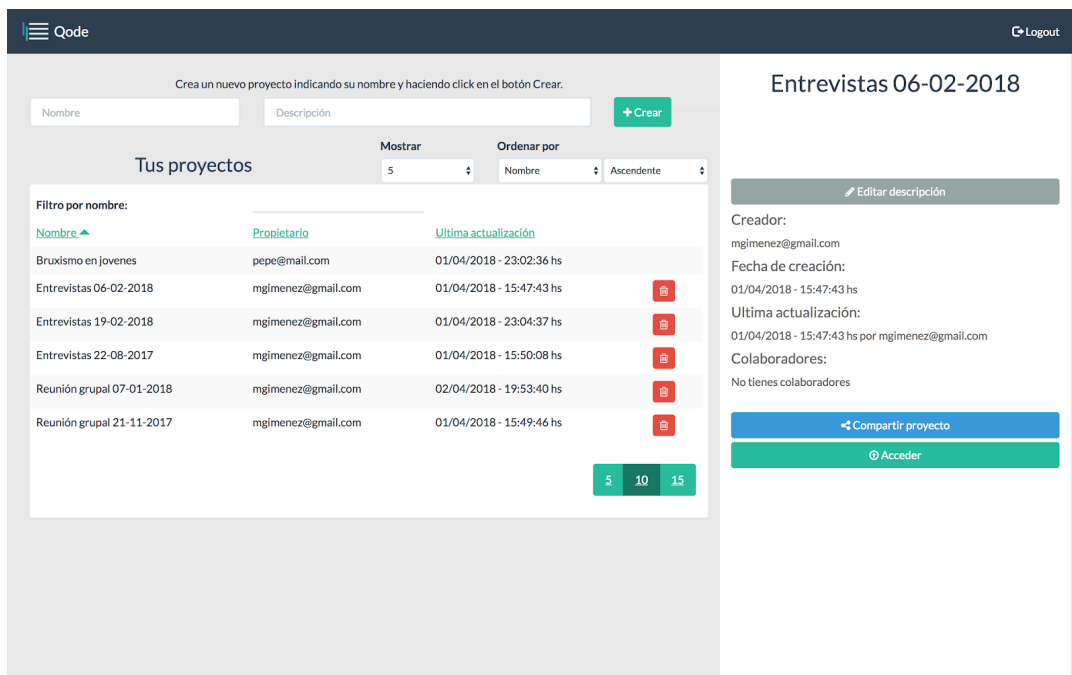 Qode
Logout
Crea un nuevo proyecto indicando su nombre y haciendo click en el botón Crear.
Nombre Descripción Crear
Tus proyectos
Mostrar Ordenar por
5 Nombre Ascendente
Filtro por nombre:
Nombre Propietario Ultima actualización
Bruxismo en jovenes pepe@mail.com 01/04/2018 - 23:02:36 hs
Entrevistas 06-02-2018 mgimenez@gmail.com 01/04/2018 - 15:47:43 hs
Entrevistas 19-02-2018 mgimenez@gmail.com 01/04/2018 - 23:04:37 hs
Entrevistas 22-08-2017 mgimenez@gmail.com 01/04/2018 - 15:50:08 hs
Reunión grupal 07-01-2018 mgimenez@gmail.com 02/04/2018 - 19:53:40 hs
Reunión grupal 21-11-2017 mgimenez@gmail.com 01/04/2018 - 15:49:46 hs
5 10 15
Entrevistas 06-02-2018
Editar descripción
Creador:
mgimenez@gmail.com
Fecha de creación:
01/04/2018 - 15:47:43 hs
Ultima actualización:
01/04/2018 - 15:47:43 hs por mgimenez@gmail.com
Colaboradores:
No tienes colaboradores
Compartir proyecto
Acceder